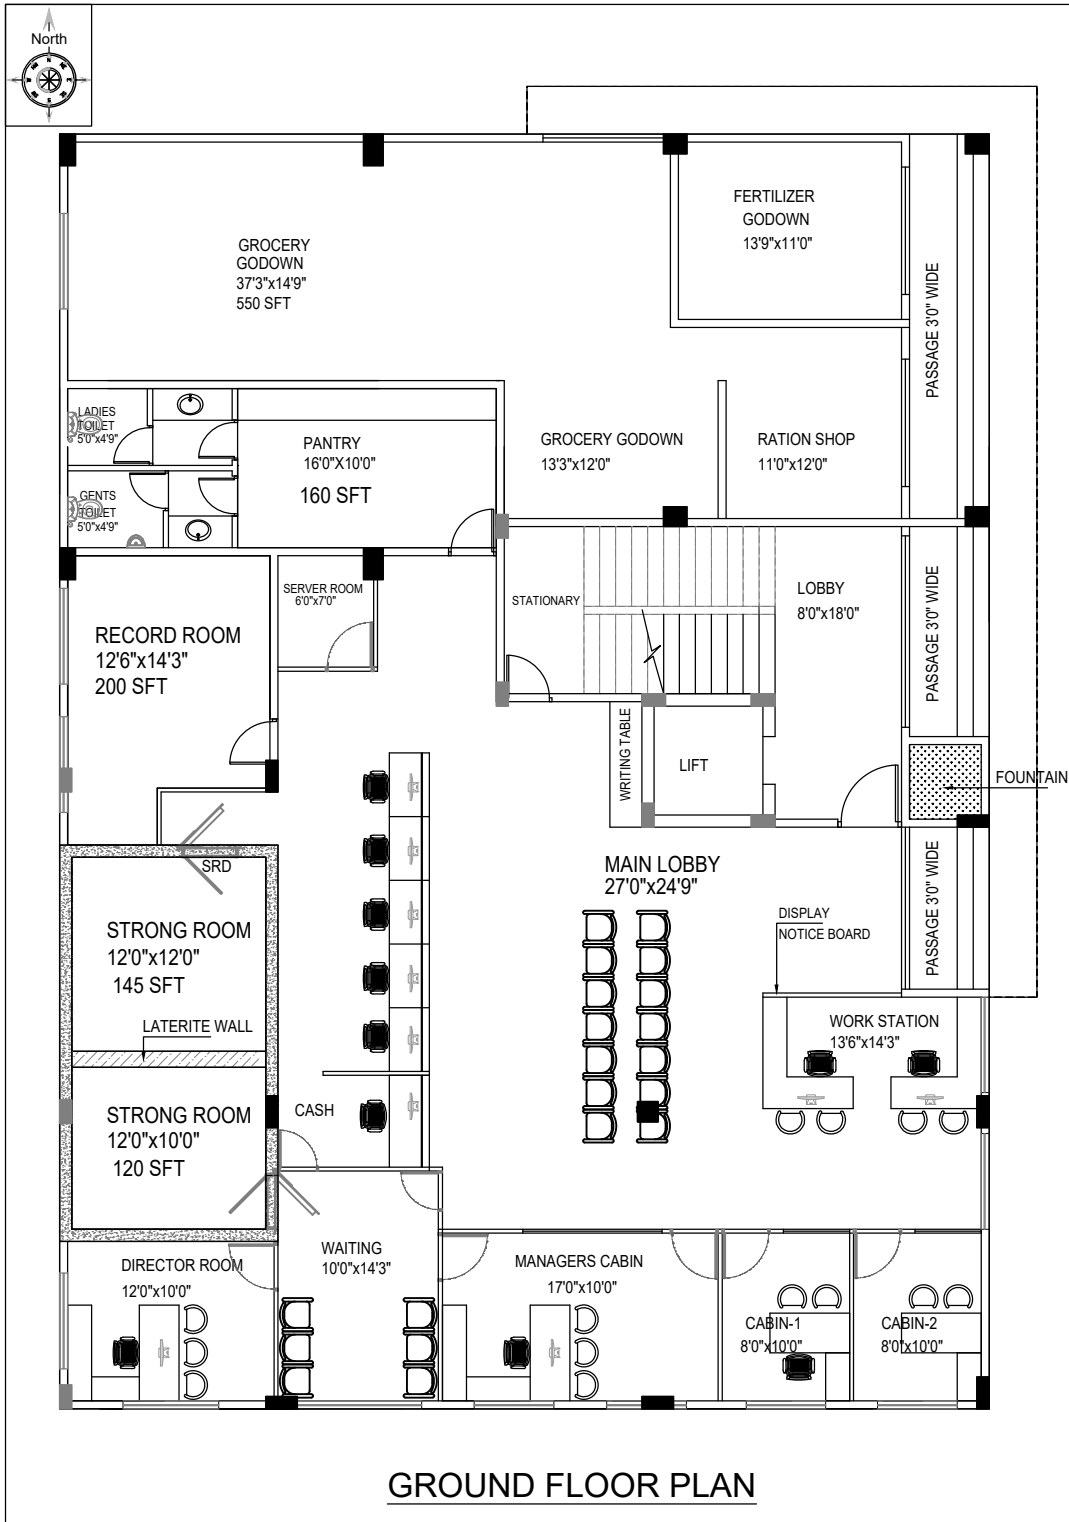 North
FERTILIZER
GODOWN
13'9"x11'0"
GROCERY
GODOWN
37'3"x14'9"
550 SFT
PASSAGE 3'0" WIDE
LADIES
TOILET
5'0"x4'9"
PANTRY
16'0"X10'0"
160 SFT
GROCERY GODOWN
13'3"x12'0"
RATION SHOP
11'0"x12'0"
GENTS
TOILET
5'0"x4'9"
SERVER ROOM
6'0"x7'0"
STATIONARY
LOBBY
8'0"x18'0"
PASSAGE 3'0" WIDE
RECORD ROOM
12'6"x14'3"
200 SFT
WRITING TABLE
LIFT
FOUNTAIN
SRD
MAIN LOBBY
27'0"x24'9"
PASSAGE 3'0" WIDE
STRONG ROOM
12'0"x12'0"
145 SFT
DISPLAY
NOTICE BOARD
LATERITE WALL
WORK STATION
13'6"x14'3"
STRONG ROOM
12'0"x10'0"
120 SFT
CASH
DIRECTOR ROOM
12'0"x10'0"
WAITING
10'0"x14'3"
MANAGERS CABIN
17'0"x10'0"
CABIN-1
8'0"x10'0"
CABIN-2
8'0"x10'0"
GROUND FLOOR PLAN